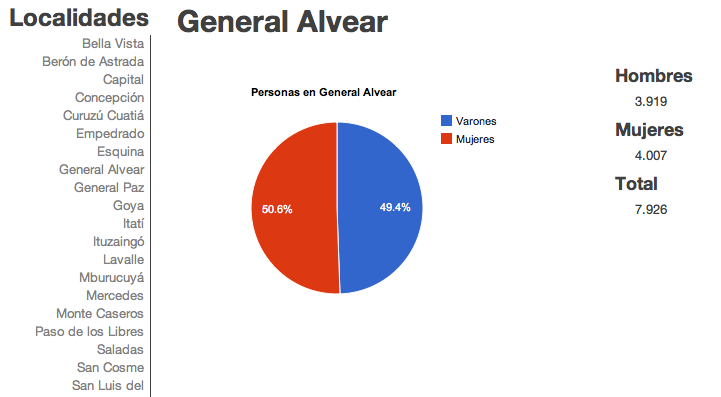 Localidades
Bella Vista
Berón de Astrada
Capital
Concepción
Curuzú Cuatiá
Empedrado
Esquina
General Alvear
General Paz
Goya
Itatí
Ituzaingó
Lavalle
Mburucuyá
Mercedes
Monte Caseros
Paso de los Libres
Saladas
San Cosme
San Luis del
General Alvear
Personas en General Alvear
Varones
Mujeres
50.6%
49.4%
Hombres
3.919
Mujeres
4.007
Total
7.926